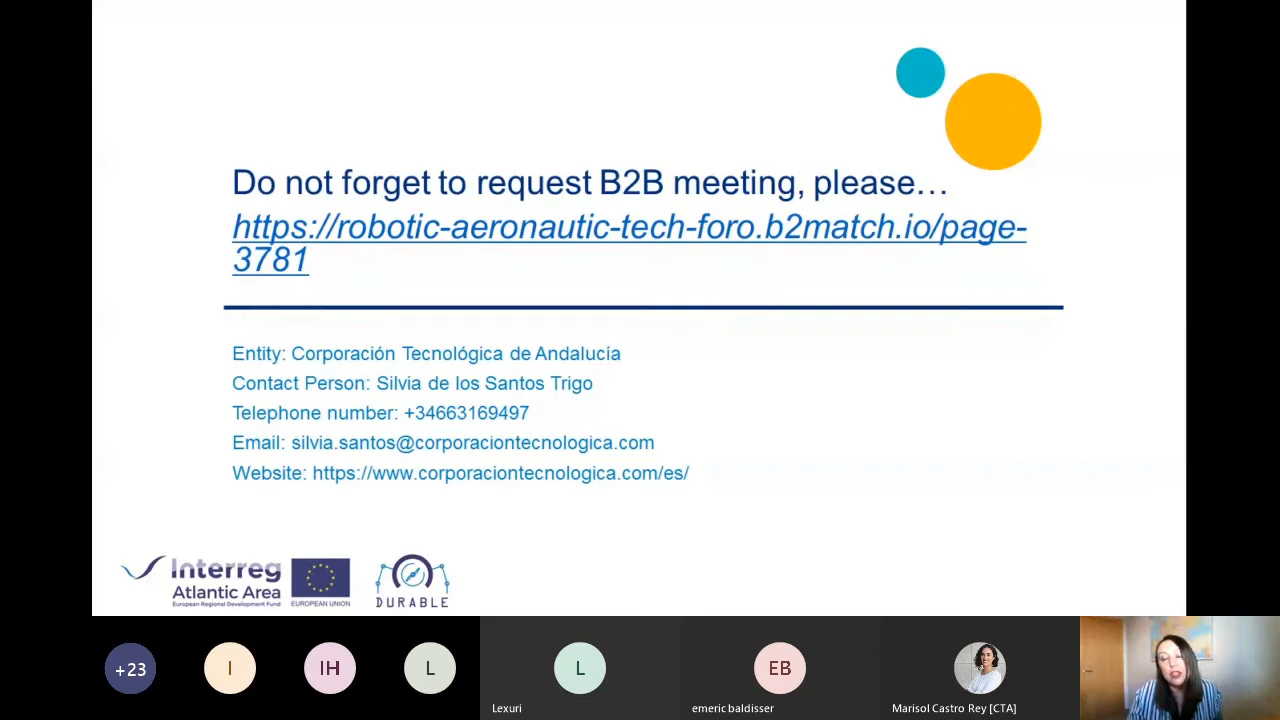 Do not forget to request B2B meeting, please…
https://robotic-aeronautic-tech-foro.b2match.io/page-
3781
Entity: Corporación Tecnológica de Andalucía
Contact Person: Silvia de los Santos Trigo
Telephone number: +34663169497
Email: silvia.santos@corporaciontecnologica.com
Website: https://www.corporaciontecnologica.com/es/
Interreg
Atlantic Area
European Regional Development Fund
EUROPEAN UNION
DURABLE
+23
I
IH
L
L
EB
Lexuri
emeric baldisser
Marisol Castro Rey [CTA]